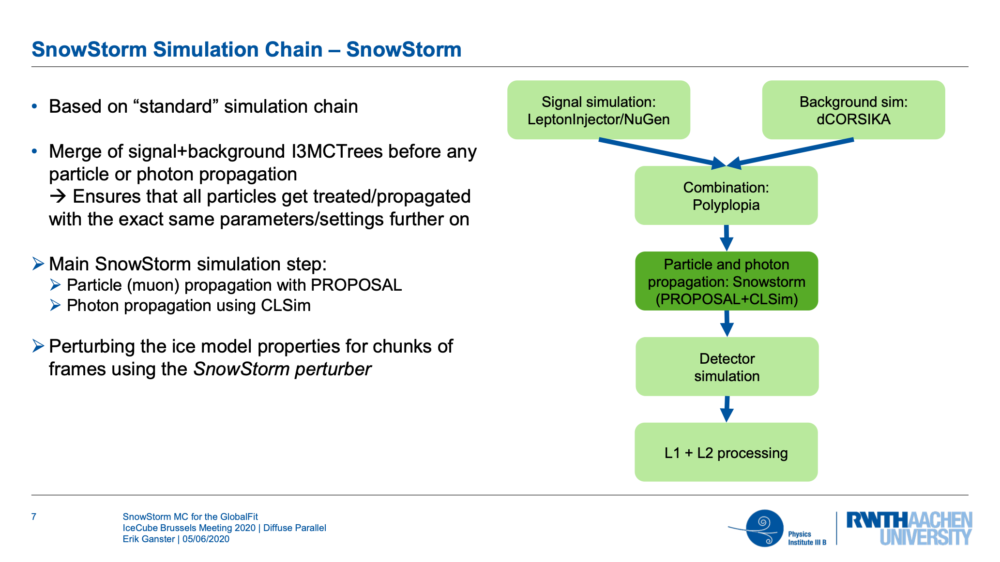 SnowStorm Simulation Chain – SnowStorm
• Based on “standard” simulation chain
• Merge of signal+background I3MCTrees before any
particle or photon propagation
→ Ensures that all particles get treated/propagated
with the exact same parameters/settings further on
➢ Main SnowStorm simulation step:
➢ Particle (muon) propagation with PROPOSAL
➢ Photon propagation using CLSim
➢ Perturbing the ice model properties for chunks of
frames using the SnowStorm perturber
Signal simulation:
LeptonInjector/NuGen
Background sim:
dCORSIKA
Combination:
Polyplopia
Particle and photon
propagation: Snowstorm
(PROPOSAL+CLSim)
Detector
simulation
L1 + L2 processing
7
SnowStorm MC for the GlobalFit
IceCube Brussels Meeting 2020 | Diffuse Parallel
Erik Ganster | 05/06/2020
Physics
Institute III B
RWTHAACHEN
UNIVERSITY